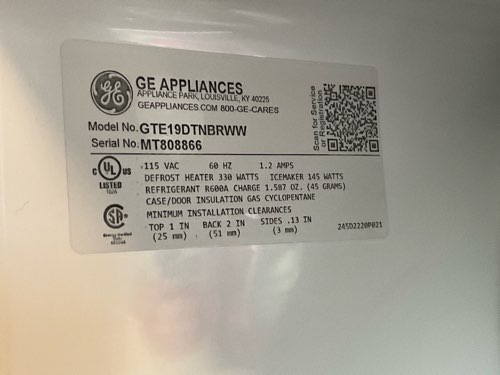 GE APPLIANCES
APPLIANCE PARK, LOUISVILLE, KY 40225
GEAPPLIANCES.COM 800-GE-CARES
Scan for Service
or Registration
Model No. GTE19DTNBRWW
Serial No. MT808866
C UL US
LISTED
115 VAC 60 HZ 1.2 AMPS
DEFROST HEATER 330 WATTS ICEMAKER 145 WATTS
REFRIGERANT R600A CHARGE 1.587 OZ. (45 GRAMS)
CASE/DOOR INSULATION GAS CYCLOPENTANE
MINIMUM INSTALLATION CLEARANCES
TOP 1 IN BACK 2 IN SIDES .13 IN
(25 mm) (51 mm) (3 mm)
245D2220P021